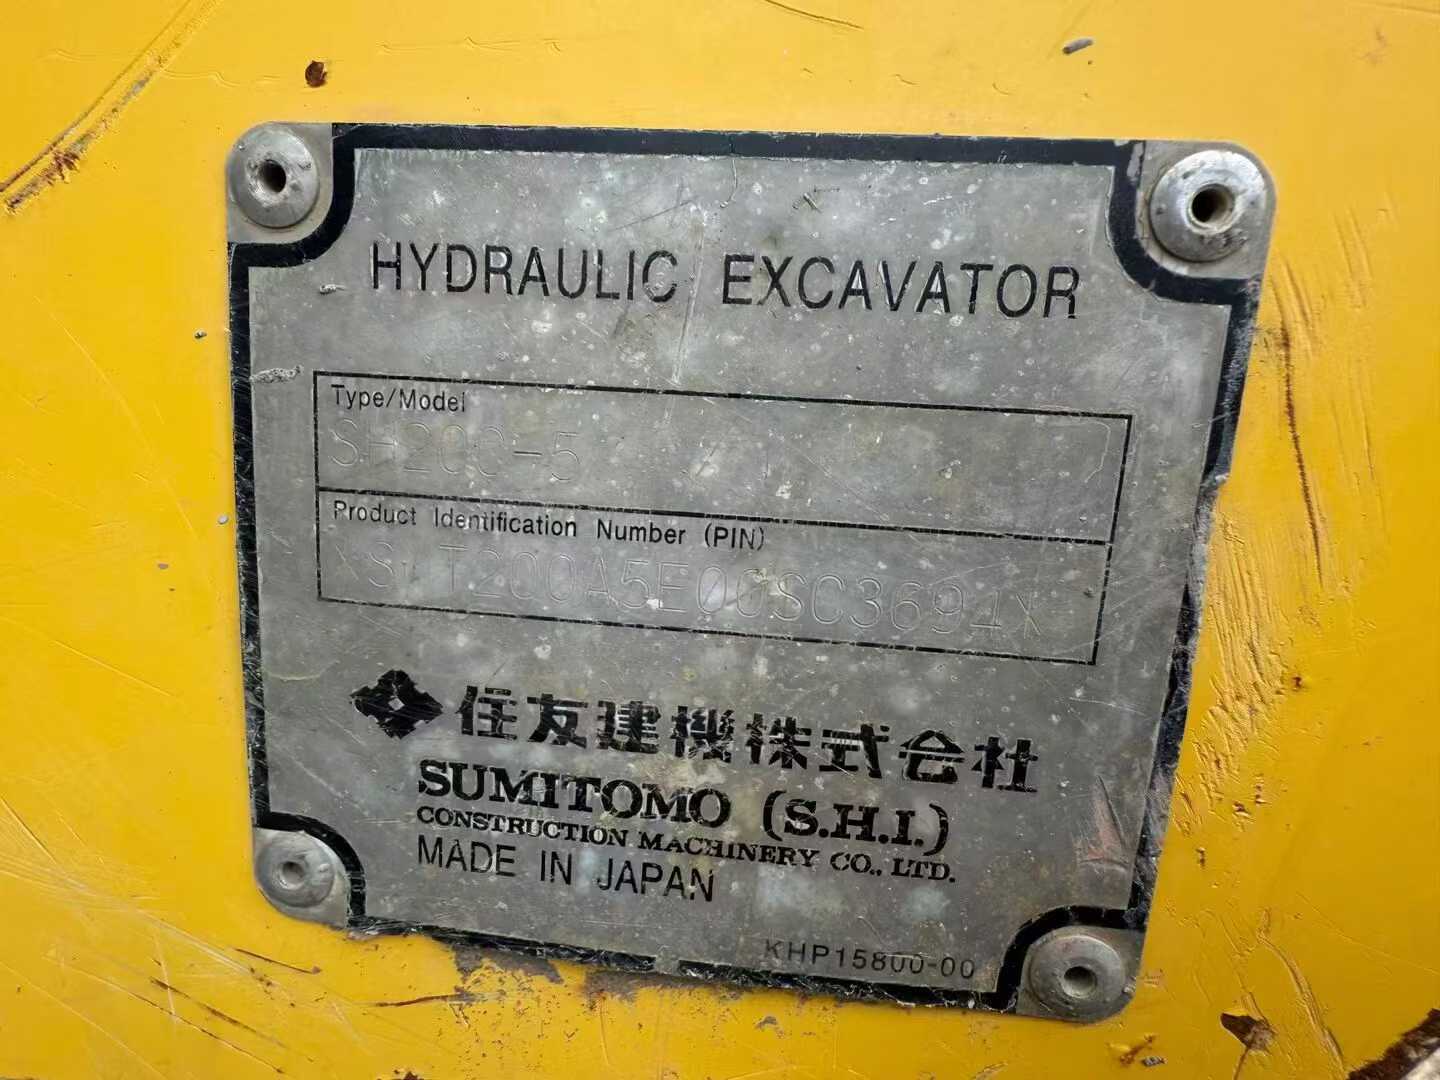 HYDRAULIC EXCAVATOR
Type/Model
SH200-5
Product Identification Number (PIN)
住友建機株式会社
SUMITOMO (S.H.I.)
CONSTRUCTION MACHINERY CO., LTD.
MADE IN JAPAN
KHP15800-00